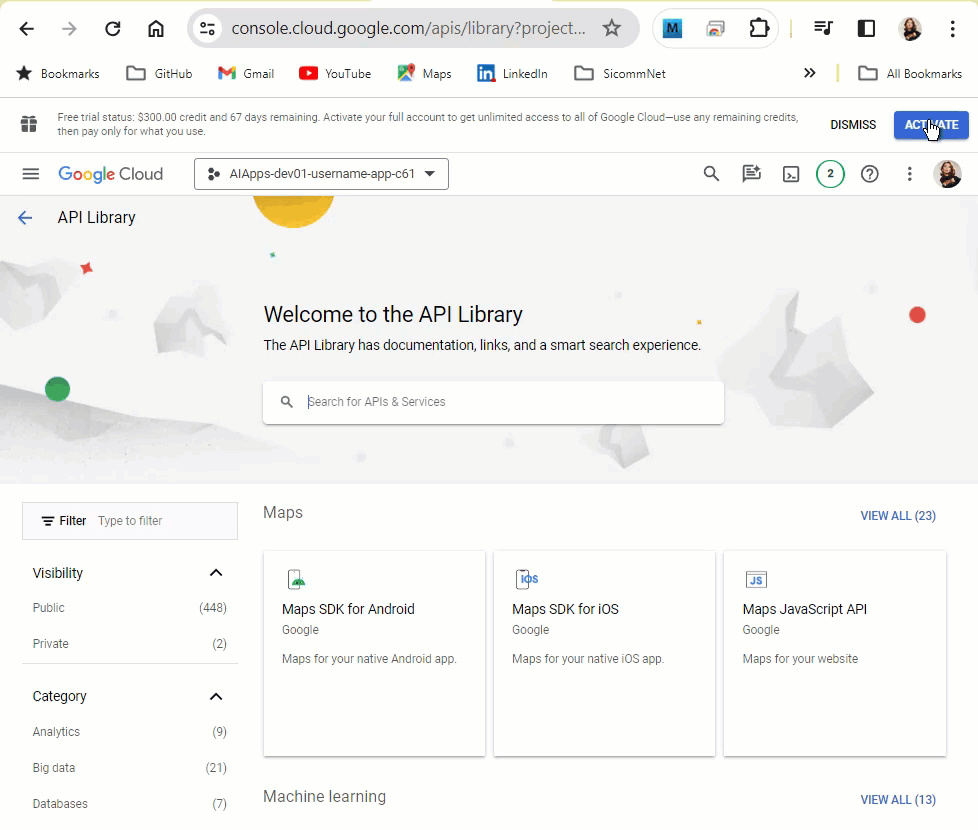 console.cloud.google.com/apis/library?project...
M
Bookmarks GitHub Gmail YouTube Maps in LinkedIn SicommNet All Bookmarks
Free trial status: $300.00 credit and 67 days remaining. Activate your full account to get unlimited access to all of Google Cloud—use any remaining credits, DISMISS ACTIVATE
then pay only for what you use.
Google Cloud AIApps-dev01-username-app-c61 2
API Library
Welcome to the API Library
The API Library has documentation, links, and a smart search experience.
Search for APIs & Services
Filter Type to filter
Visibility
Public (448)
Private (2)
Category
Analytics (9)
Big data (21)
Databases (7)
Maps VIEW ALL (23)
Maps SDK for Android
Google
Maps for your native Android app.
iOS
Maps SDK for iOS
Google
Maps for your native iOS app.
JS
Maps JavaScript API
Google
Maps for your website
Machine learning VIEW ALL (13)